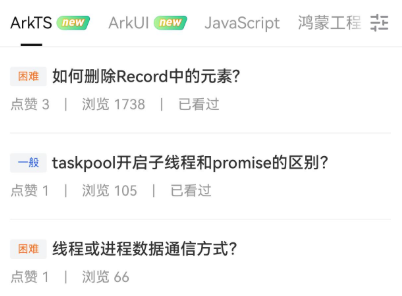 ArkTS new ArkUI new JavaScript 鸿蒙工程
困难 如何删除Record中的元素？
点赞 3 | 浏览 1738 | 已看过
一般 taskpool开启子线程和promise的区别？
点赞 1 | 浏览 105 | 已看过
困难 线程或进程数据通信方式？
点赞 1 | 浏览 66